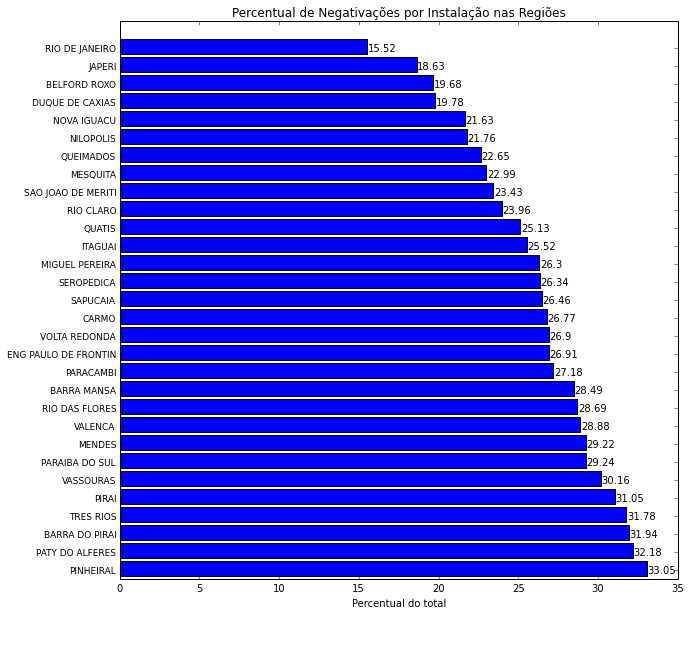 Percentual de Negativações por Instalação nas Regiões
RIO DE JANEIRO 15.52
JAPERI 18.63
BELFORD ROXO 19.68
DUQUE DE CAXIAS 19.78
NOVA IGUACU 21.63
NILOPOLIS 21.76
QUEIMADOS 22.65
MESQUITA 22.99
SAO JOAO DE MERITI 23.43
RIO CLARO 23.96
QUATIS 25.13
ITAGUAI 25.52
MIGUEL PEREIRA 26.3
SEROPEDICA 26.34
SAPUCAIA 26.46
CARMO 26.77
VOLTA REDONDA 26.9
ENG PAULO DE FRONTIN 26.91
PARACAMBI 27.18
BARRA MANSA 28.49
RIO DAS FLORES 28.69
VALENCA 28.88
MENDES 29.22
PARAIBA DO SUL 29.24
VASSOURAS 30.16
PIRAI 31.05
TRES RIOS 31.78
BARRA DO PIRAI 31.94
PATY DO ALFERES 32.18
PINHEIRAL 33.05
0 5 10 15 20 25 30 35
Percentual do total